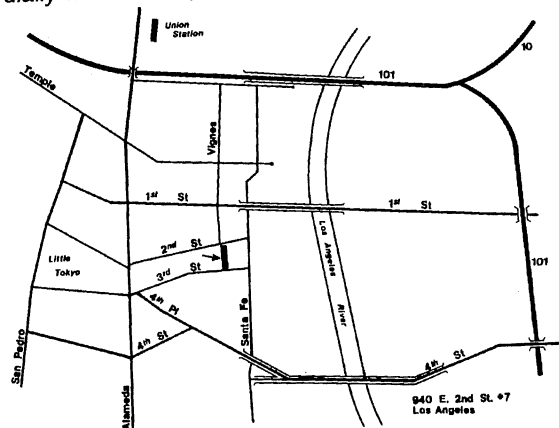 Union
Station
101
10
Temple
Vignes
1st St
1st St
2nd St
3rd St
Little
Tokyo
4th Pl
4th St
Los Angeles River
101
Santa Fe
San Pedro
Alameda
4th St
940 E. 2nd St. #7
Los Angeles